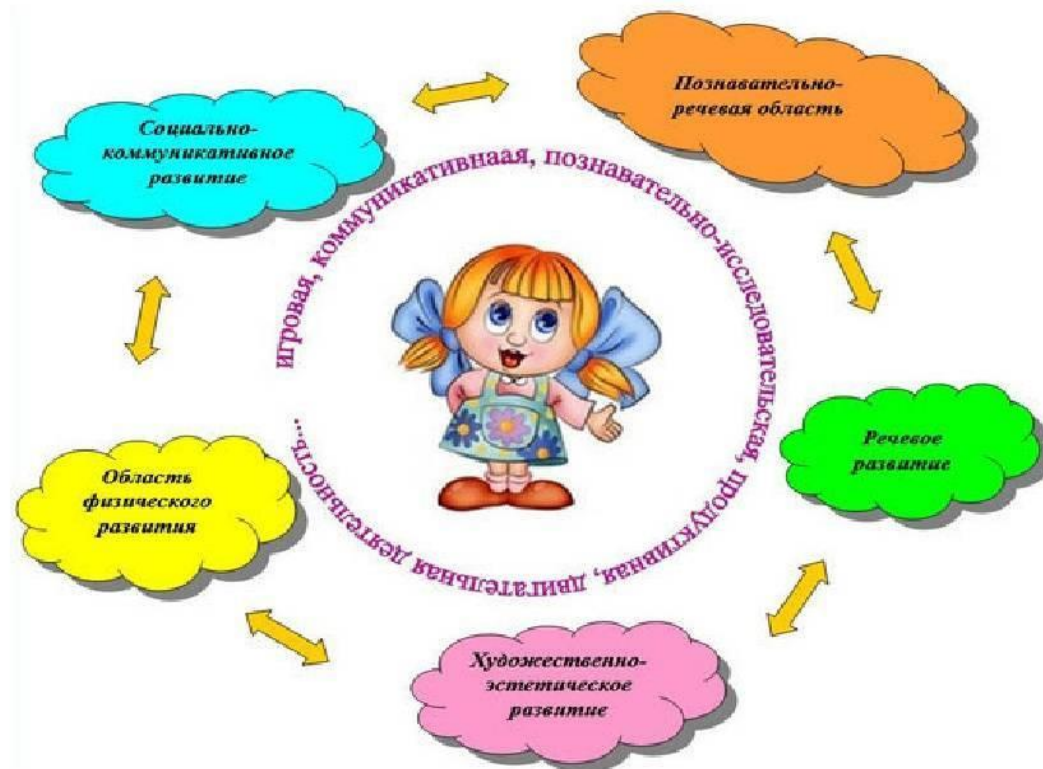 Социально-
коммуникативное
развитие
Познавательно-
речевая область
игровая, коммуникативнаая, познавательно-исследовательская, продуктивная, двигательная деятельность...
Речевое
развитие
Область
физического
развития
Художественно-
эстетическое
развитие